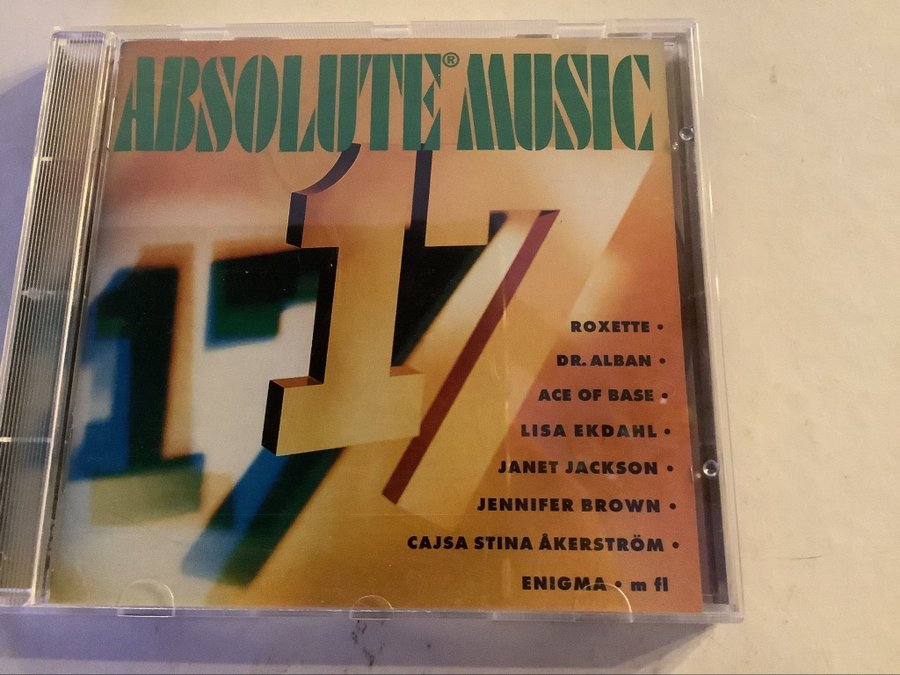 ABSOLUTE® MUSIC
17
ROXETTE •
DR. ALBAN •
ACE OF BASE •
LISA EKDAHL •
JANET JACKSON •
JENNIFER BROWN •
CAJSA STINA ÅKERSTRÖM •
ENIGMA • m fl